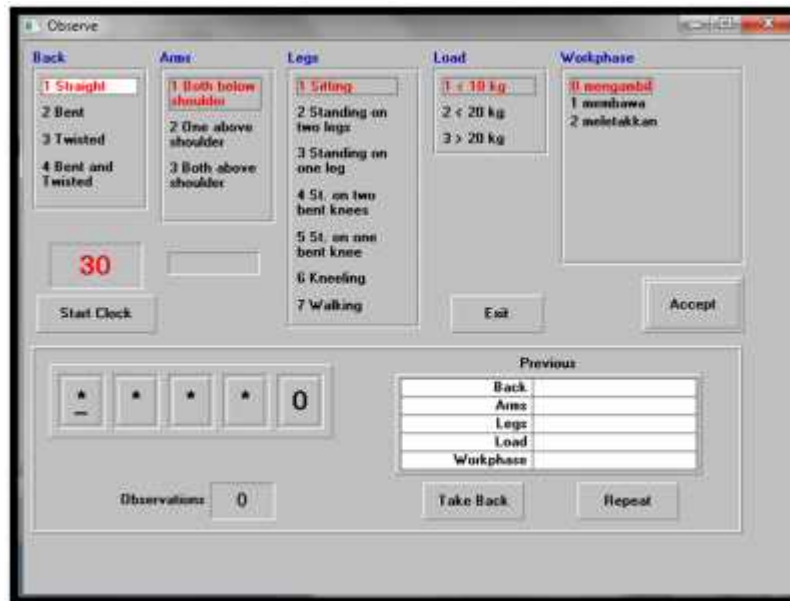 Observe
Back
1 Straight
2 Bent
3 Twisted
4 Bent and
Twisted
Arms
1 Both below
shoulder
2 One above
shoulder
3 Both above
shoulder
Legs
1 Sitting
2 Standing on
two legs
3 Standing on
one leg
4 St. on two
bent knees
5 St. on one
bent knee
6 Kneeling
7 Walking
Load
1 < 10 kg
2 < 20 kg
3 > 20 kg
Workphase
0 mengambil
1 membawa
2 meletakkan
30
Start Clock
Exit
Accept
* * * * 0
Observations 0
Previous
Back
Arms
Legs
Load
Workphase
Take Back
Repeat